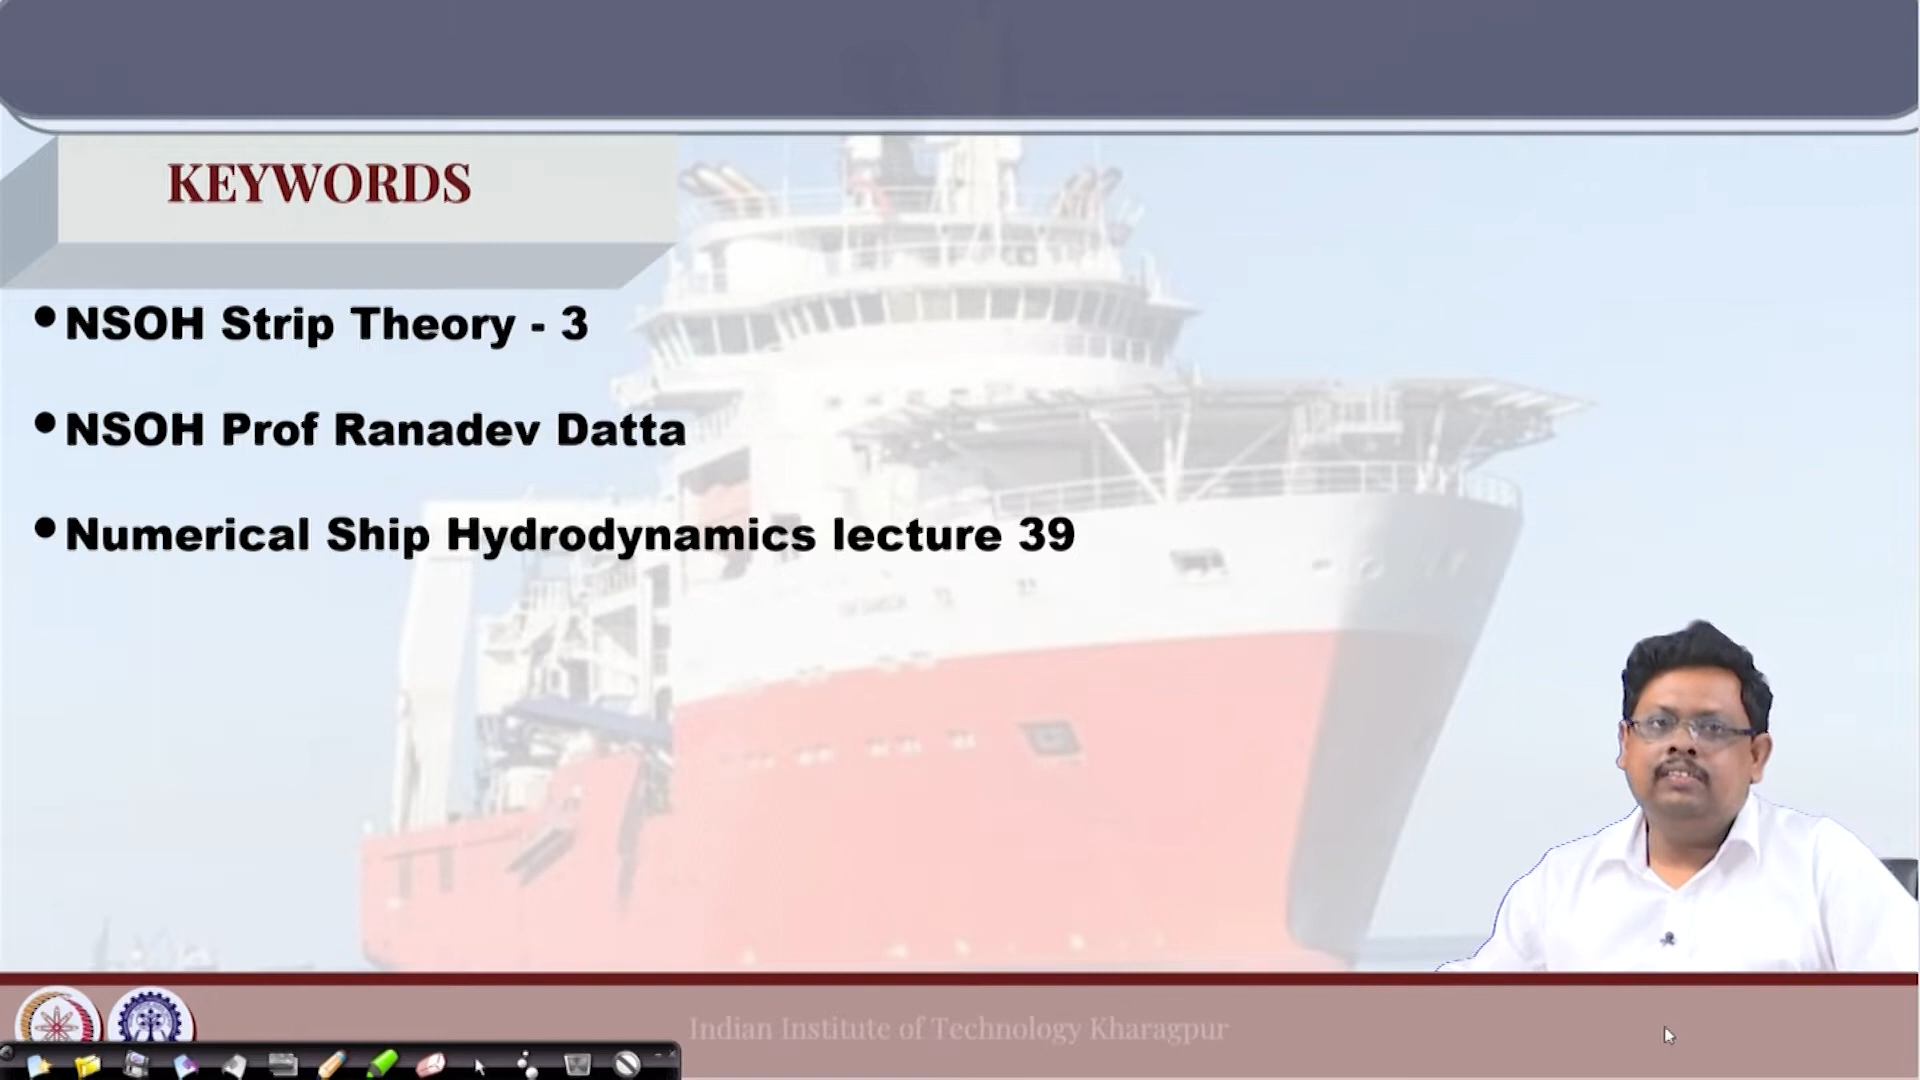 KEYWORDS
•NSOH Strip Theory - 3
•NSOH Prof Ranadev Datta
•Numerical Ship Hydrodynamics lecture 39
Indian Institute of Technology Kharagpur